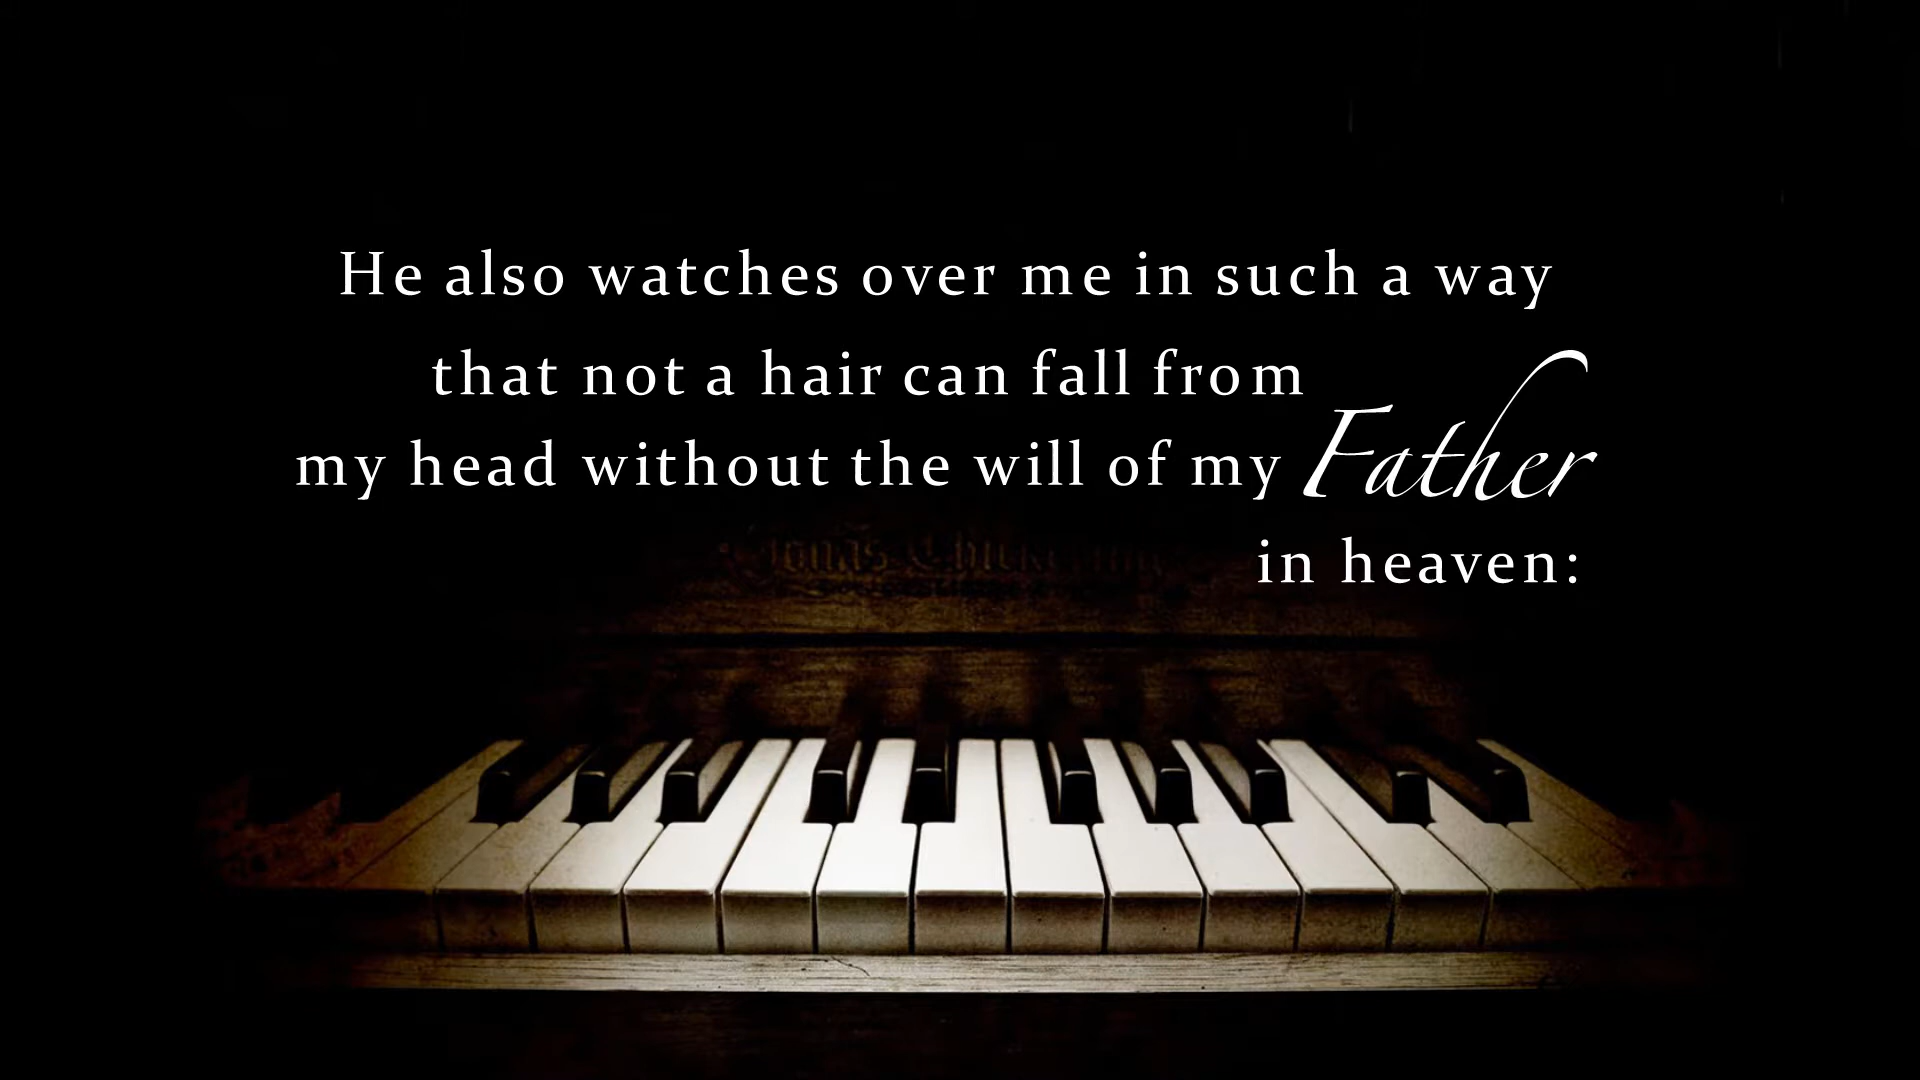 He also watches over me in such a way
that not a hair can fall from
my head without the will of my Father
in heaven: